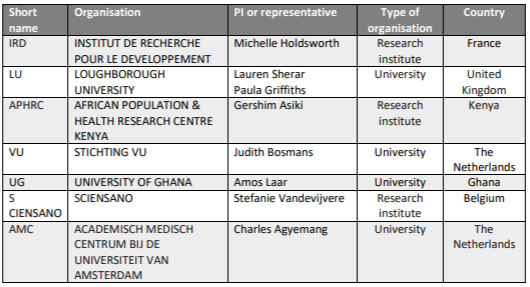 Short name | Organisation | PI or representative | Type of organisation | Country
IRD | INSTITUT DE RECHERCHE POUR LE DEVELOPPEMENT | Michelle Holdsworth | Research institute | France
LU | LOUGHBOROUGH UNIVERSITY | Lauren Sherar Paula Griffiths | University | United Kingdom
APHRC | AFRICAN POPULATION & HEALTH RESEARCH CENTRE KENYA | Gershim Asiki | Research institute | Kenya
VU | STICHTING VU | Judith Bosmans | University | The Netherlands
UG | UNIVERSITY OF GHANA | Amos Laar | University | Ghana
S CIENSANO | SCIENSANO | Stefanie Vandevijvere | Research institute | Belgium
AMC | ACADEMISCH MEDISCH CENTRUM BIJ DE UNIVERSITEIT VAN AMSTERDAM | Charles Agyemang | University | The Netherlands